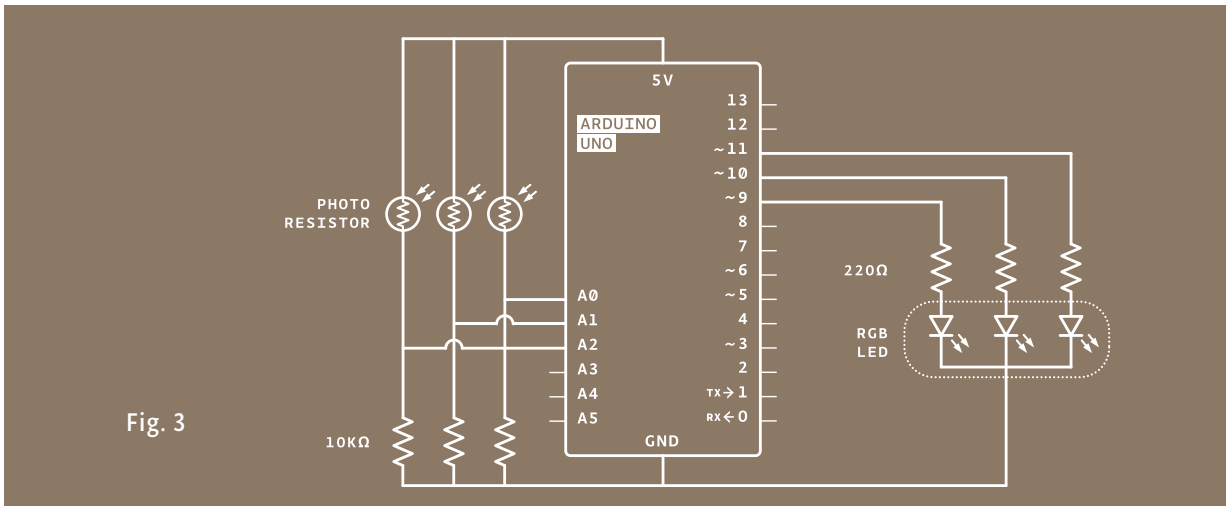 5V
ARDUINO
UNO
13
12
~11
~10
~9
8
7
~6
~5
4
~3
2
TX→1
RX←0
PHOTO
RESISTOR
A0
A1
A2
A3
A4
A5
GND
220Ω
RGB
LED
10KΩ
Fig. 3